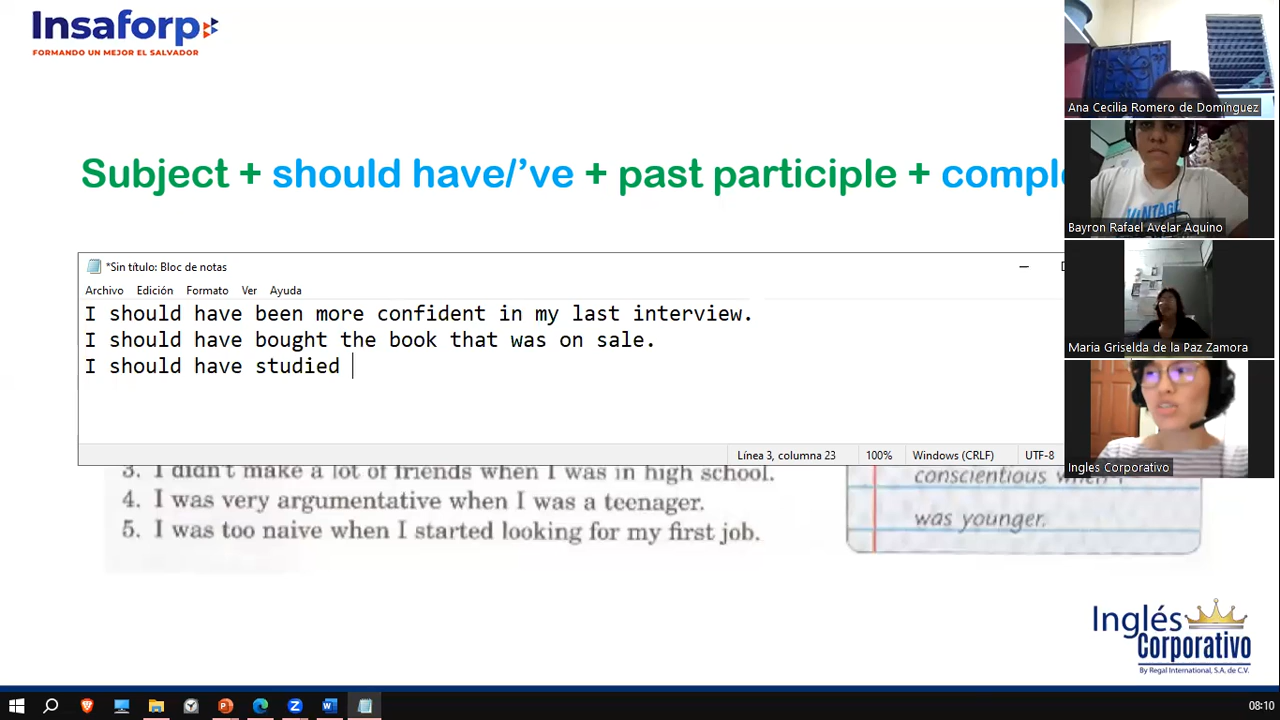 Insaforp
FORMANDO UN MEJOR EL SALVADOR
Subject + should have/'ve + past participle +
*Sin título: Bloc de notas
Archivo Edición Formato Ver Ayuda
I should have been more confident in my last interview.
I should have bought the book that was on sale.
I should have studied
Línea 3, columna 23 100% Windows (CRLF) UTF-8
3. I didn't make a lot of friends when I was in high school.
4. I was very argumentative when I was a teenager.
5. I was too naive when I started looking for my first job.
conscientious when I
was younger.
Ana Cecilia Romero de Dominguez
Bayron Rafael Avelar Aquino
VANTAGE
Maria Griselda de la Paz Zamora
Ingles Corporativo
Inglés
Corporativo
By Regal International, S.A. de C.V.
08:10